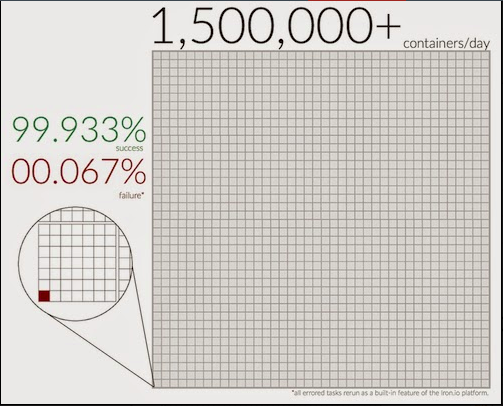 1,500,000+
containers/day
99.933%
success
00.067%
failure*
*all errored tasks rerun as a built-in feature of the Iron.io platform.